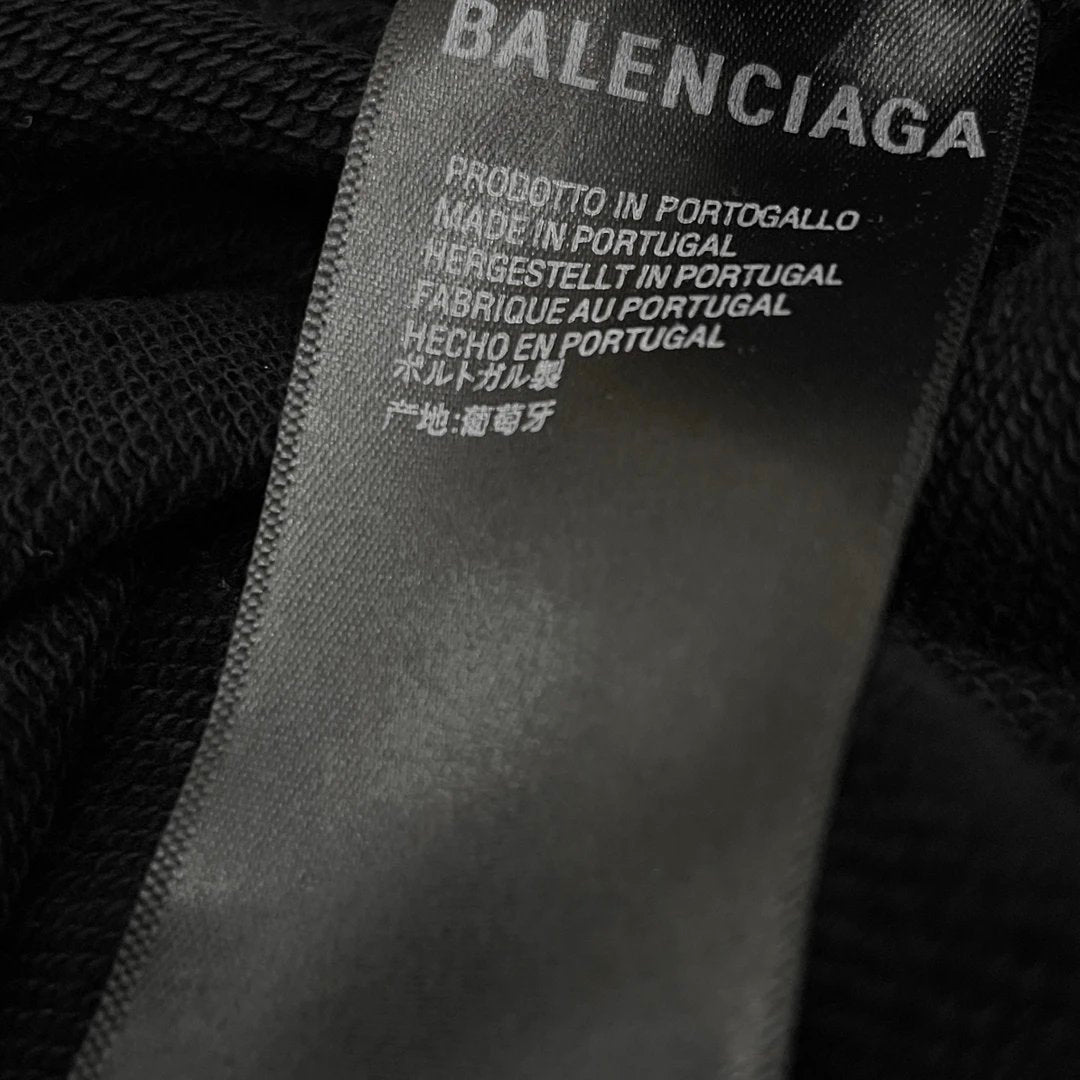 BALENCIAGA
PRODOTTO IN PORTOGALLO
MADE IN PORTUGAL
HERGESTELLT IN PORTUGAL
FABRIQUE AU PORTUGAL
HECHO EN PORTUGAL
ポルトガル製
产地:葡萄牙